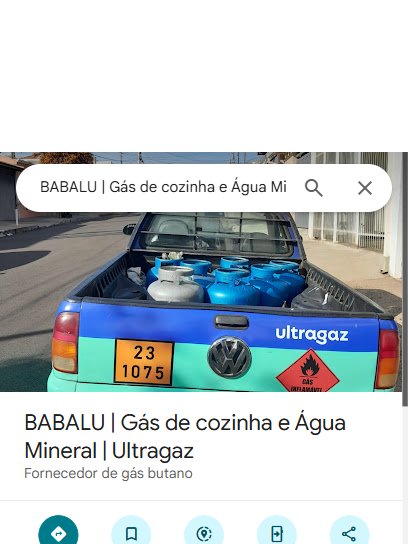 BABALU | Gás de cozinha e Água Mi
ultragaz
23
1075
GÁS
INFLAMÁVEL
BABALU | Gás de cozinha e Água
Mineral | Ultragaz
Fornecedor de gás butano